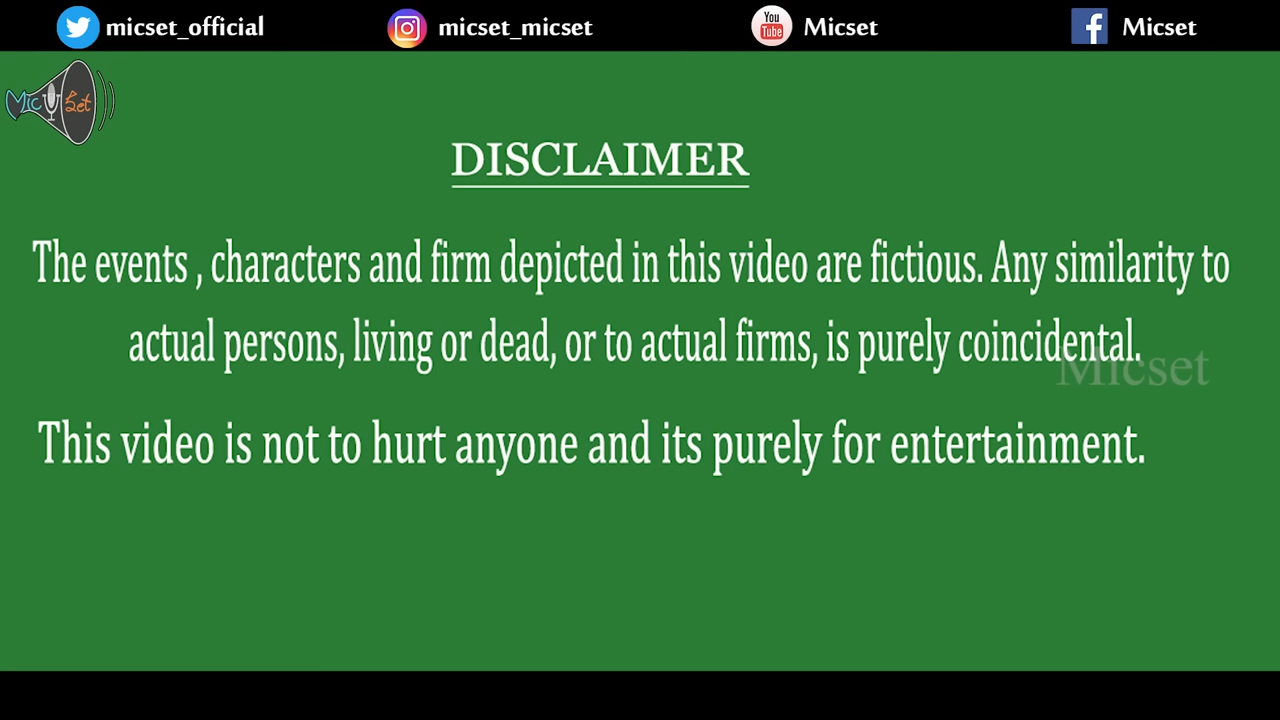 micset_official micset_micset You Tube Micset Micset
Mic Set
DISCLAIMER
The events , characters and firm depicted in this video are fictious. Any similarity to
actual persons, living or dead, or to actual firms, is purely coincidental.
Micset
This video is not to hurt anyone and its purely for entertainment.